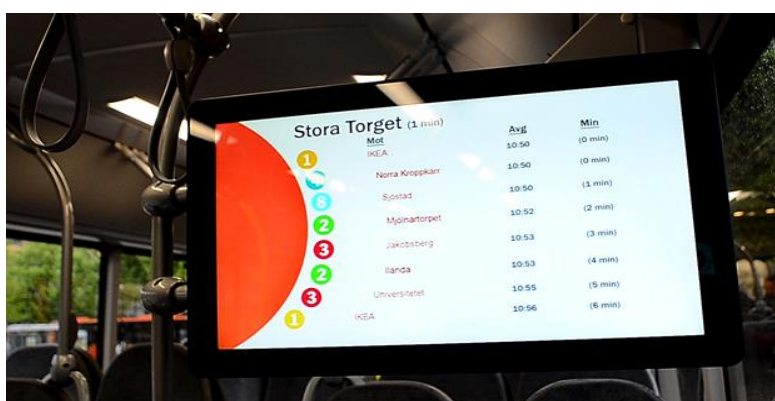 Stora Torget (1 min)
Mot Avg Min
1 IKEA 10:50 (0 min)
Norra Kroppkärr 10:50 (0 min)
8 Sjöstad 10:50 (1 min)
2 Mjölnartorpet 10:52 (2 min)
3 Jakobsberg 10:53 (3 min)
2 Ilanda 10:53 (4 min)
3 Universitetet 10:55 (5 min)
1 IKEA 10:56 (6 min)